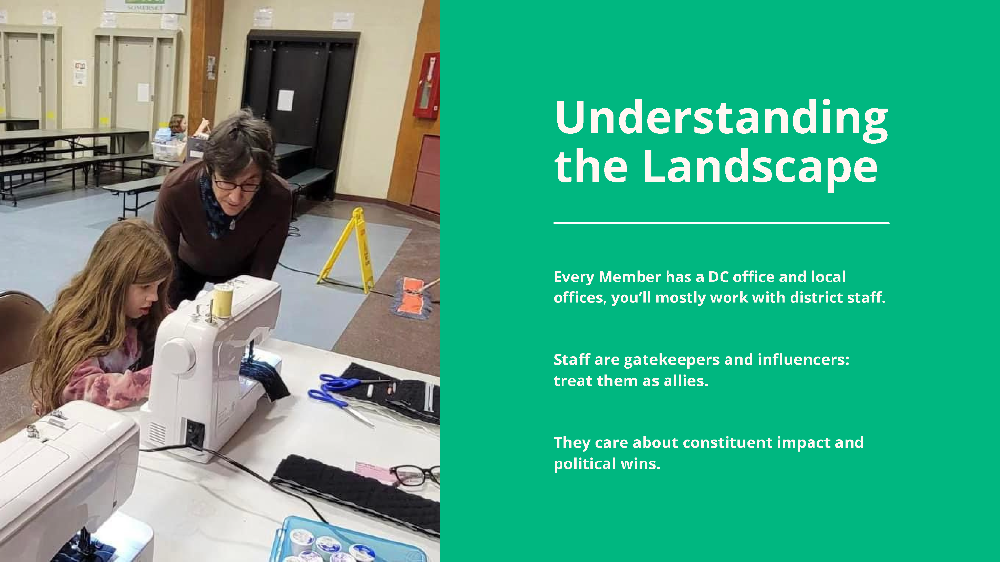 SOMERSET
Understanding
the Landscape
Every Member has a DC office and local
offices, you’ll mostly work with district staff.
Staff are gatekeepers and influencers:
treat them as allies.
They care about constituent impact and
political wins.